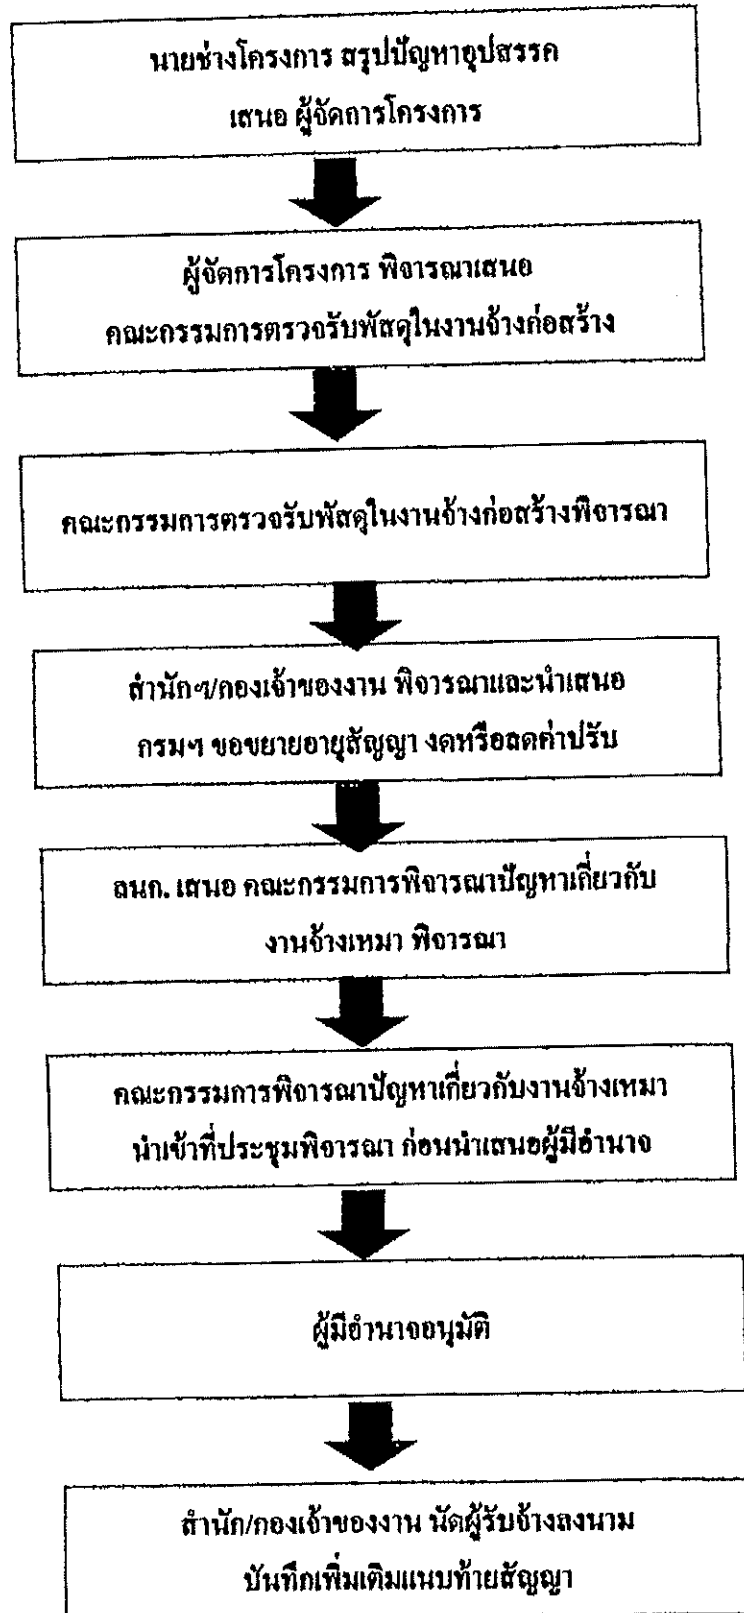 นายช่างโครงการ สรุปปัญหาอุปสรรค
เสนอ ผู้จัดการโครงการ
ผู้จัดการโครงการ พิจารณาเสนอ
คณะกรรมการตรวจรับพัสดุในงานจ้างก่อสร้าง
คณะกรรมการตรวจรับพัสดุในงานจ้างก่อสร้างพิจารณา
สำนักฯ/กองเจ้าของงาน พิจารณาและนำเสนอ
กรมฯ ขอขยายอายุสัญญา งดหรือลดค่าปรับ
ลนก. เสนอ คณะกรรมการพิจารณาปัญหาเกี่ยวกับ
งานจ้างเหมา พิจารณา
คณะกรรมการพิจารณาปัญหาเกี่ยวกับงานจ้างเหมา
นำเข้าที่ประชุมพิจารณา ก่อนนำเสนอผู้มีอำนาจ
ผู้มีอำนาจอนุมัติ
สำนัก/กองเจ้าของงาน นัดผู้รับจ้างลงนาม
บันทึกเพิ่มเติมแนบท้ายสัญญา